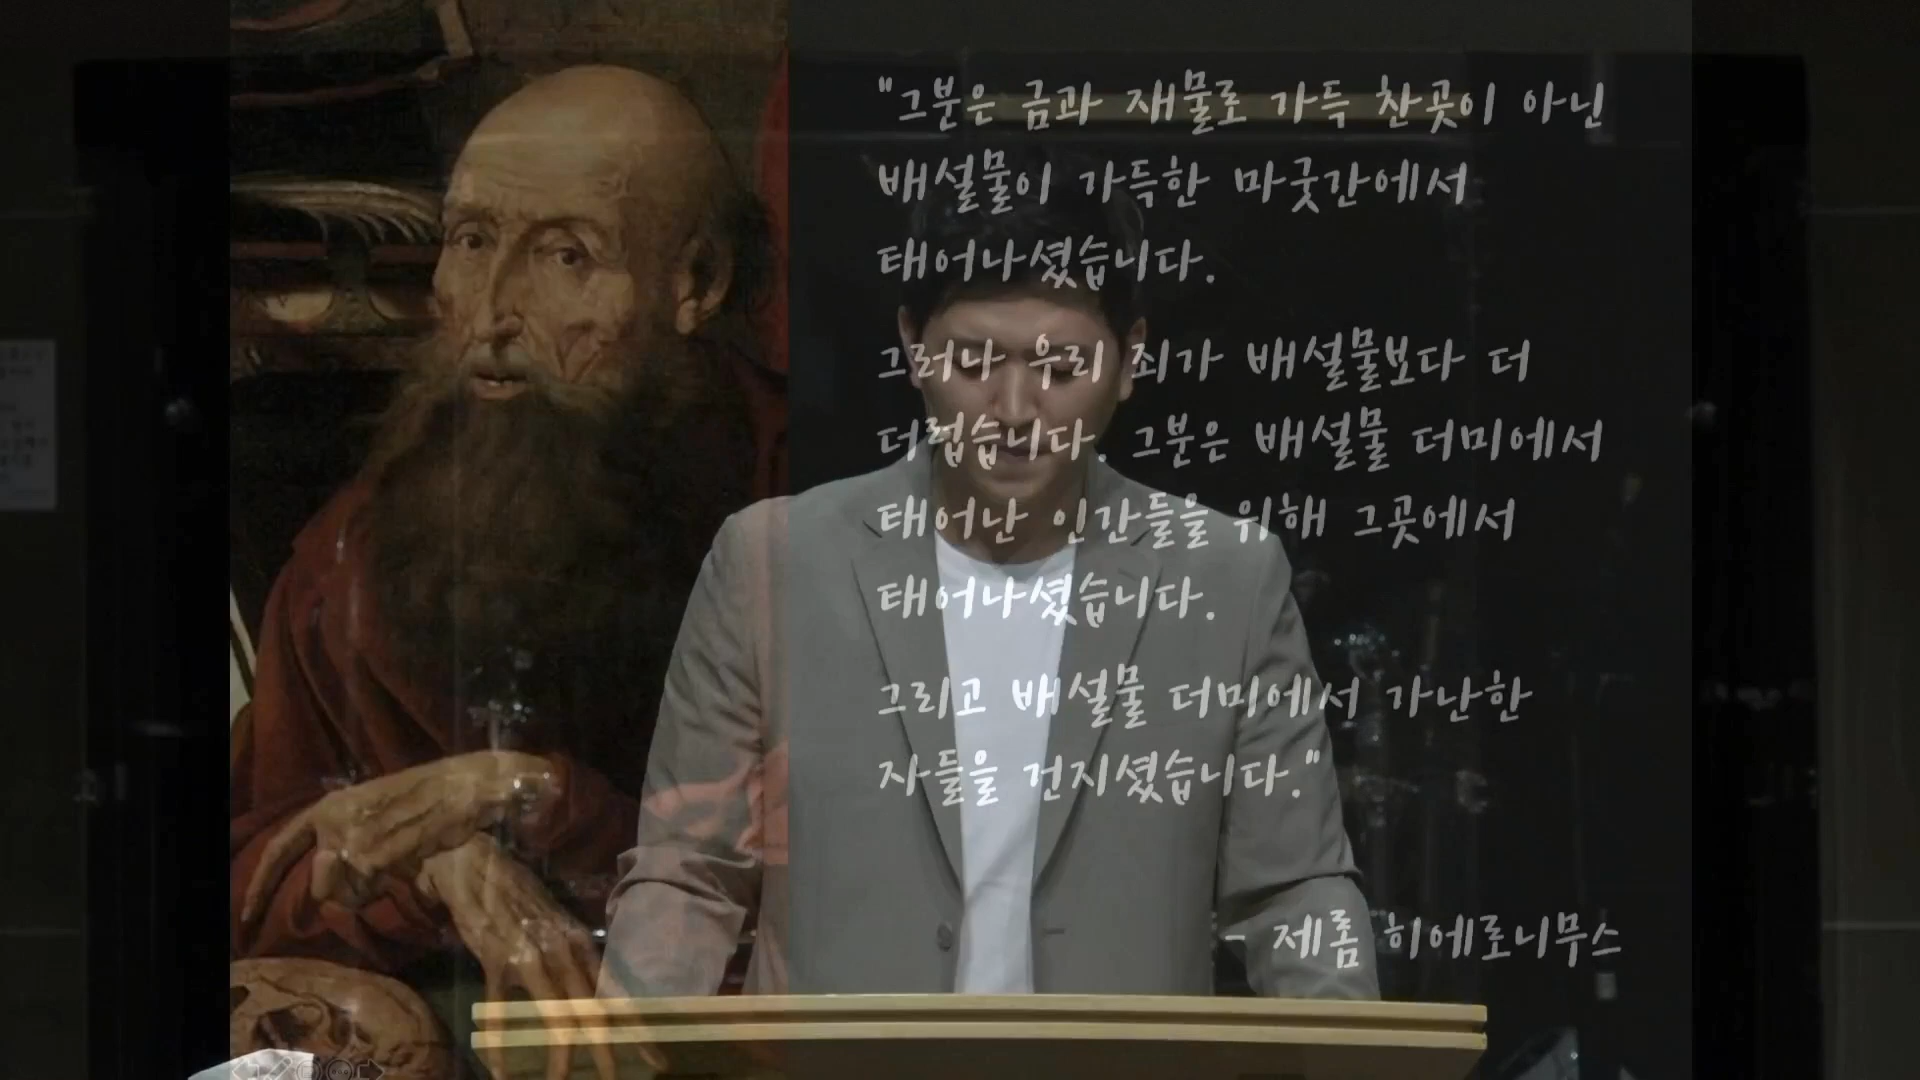 "그분은 금과 재물로 가득 찬곳이 아닌
배설물이 가득한 마굿간에서
태어나셨습니다.
그러나 우리 죄가 배설물보다 더
더럽습니다. 그분은 배설물 더미에서
태어난 인간들을 위해 그곳에서
태어나셨습니다.
그리고 배설물 더미에서 가난한
자들을 건지셨습니다."
- 제롬 히에로니무스